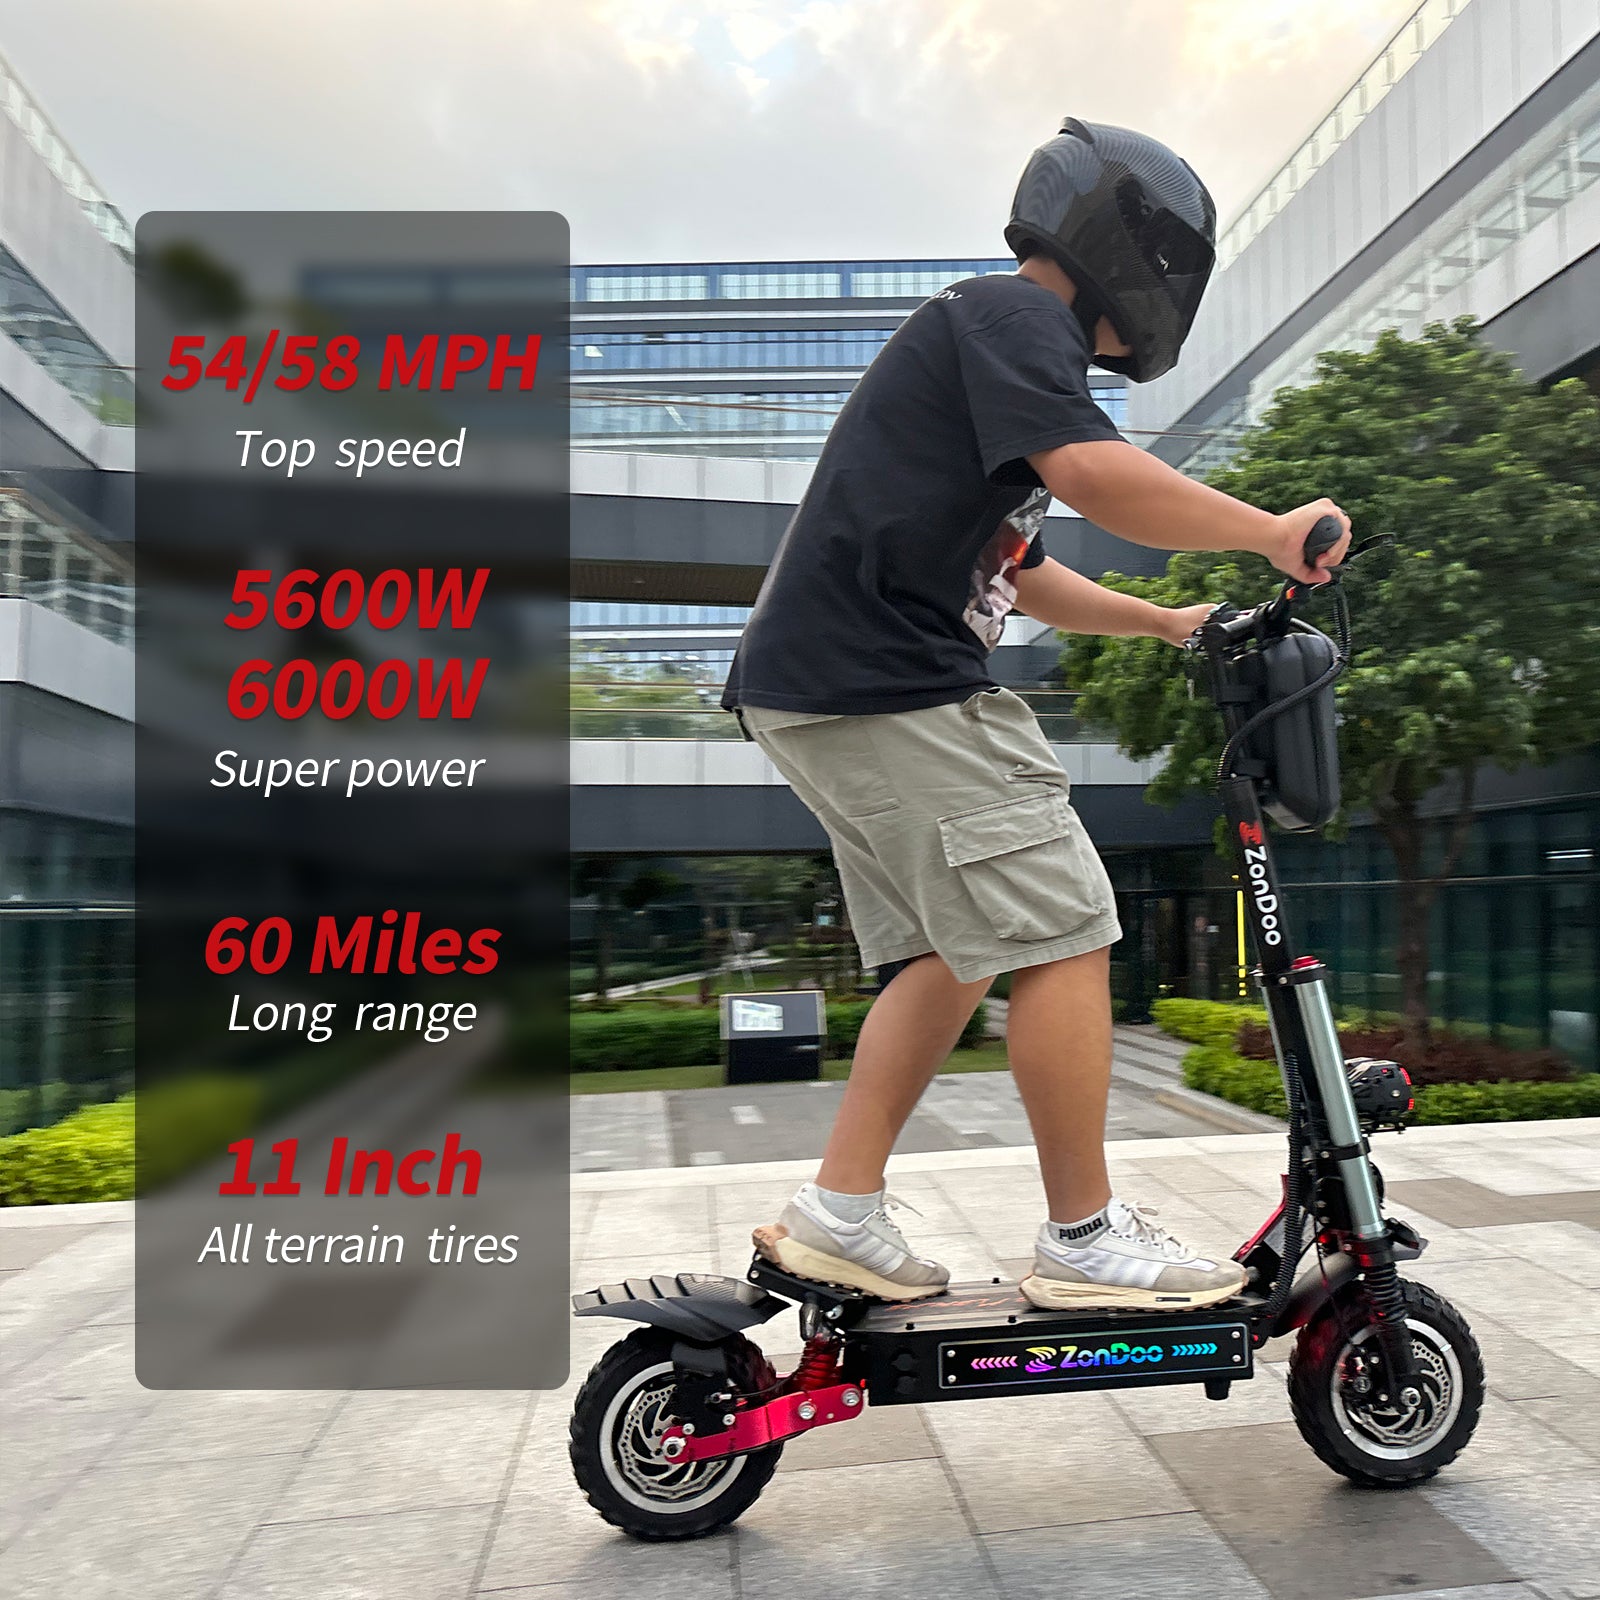 54/58 MPH
Top speed
5600W
6000W
Super power
60 Miles
Long range
11 Inch
All terrain tires
ZonDoo
PUMA
ZonDoo